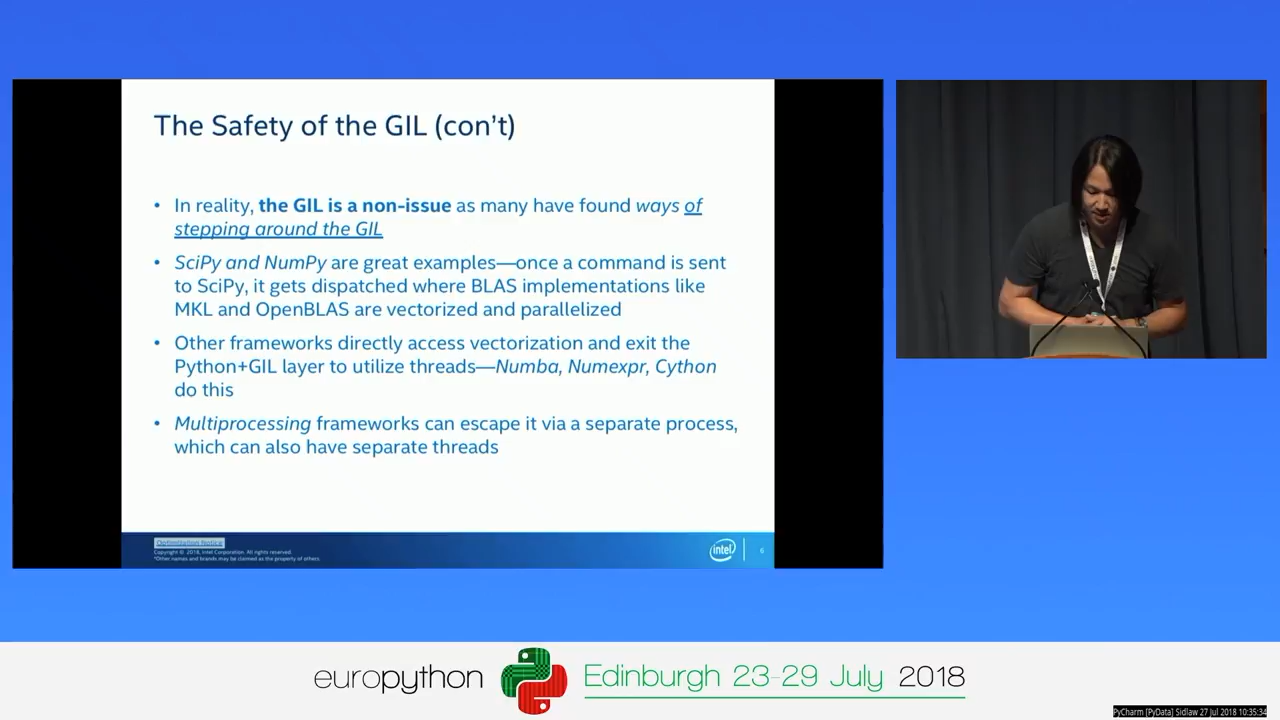 The Safety of the GIL (con't)
• In reality, the GIL is a non-issue as many have found ways of
stepping around the GIL
• SciPy and NumPy are great examples—once a command is sent
to SciPy, it gets dispatched where BLAS implementations like
MKL and OpenBLAS are vectorized and parallelized
• Other frameworks directly access vectorization and exit the
Python+GIL layer to utilize threads—Numba, Numexpr, Cython
do this
• Multiprocessing frameworks can escape it via a separate process,
which can also have separate threads
Optimization Notice
Copyright © 2018, Intel Corporation. All rights reserved.
*Other names and brands may be claimed as the property of others.
intel
6
europython
Edinburgh 23-29 July 2018
PyCharm [PyData] Sidlaw 27 Jul 2018 10:35:34